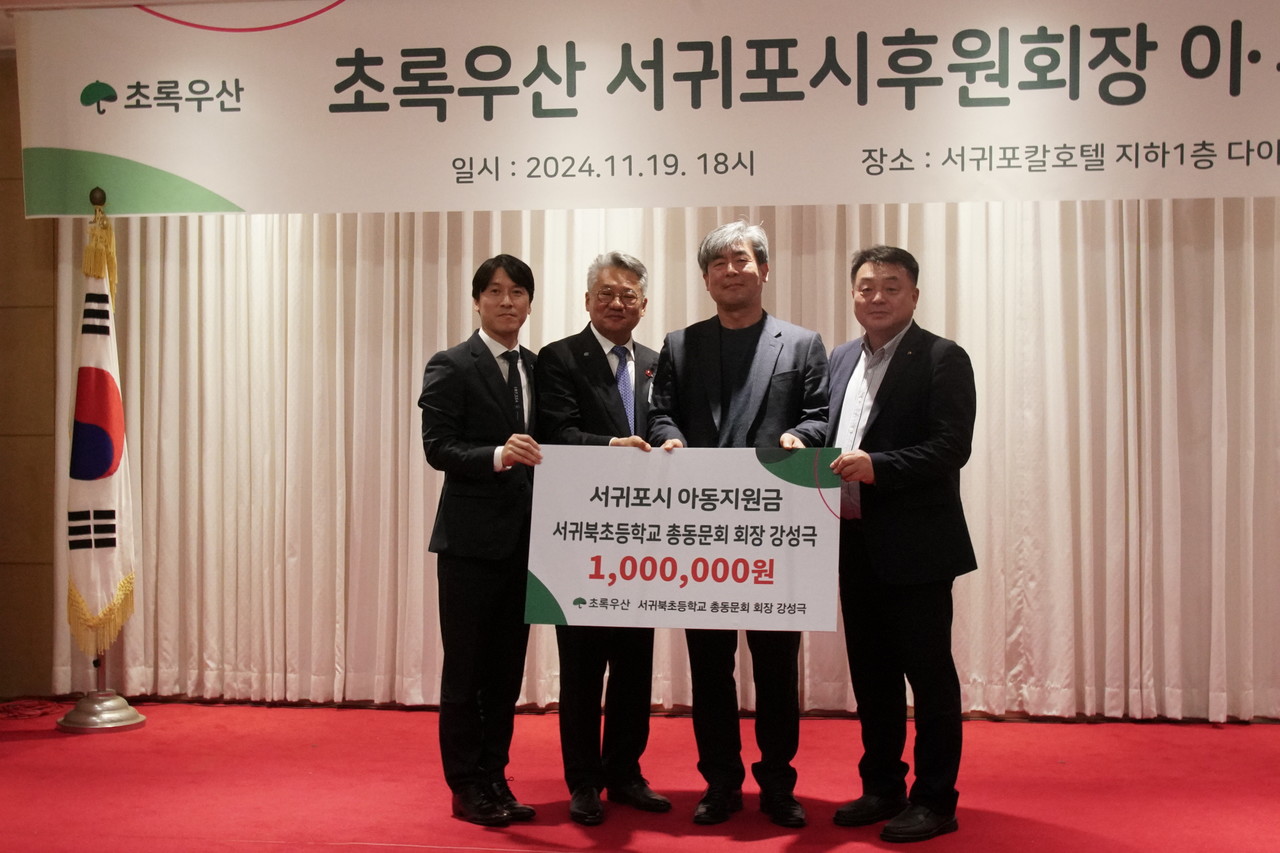 초록우산
초록우산 서귀포시후원회장 이·
일시 : 2024.11.19. 18시
장소 : 서귀포칼호텔 지하1층 다이
서귀포시 아동지원금
서귀북초등학교 총동문회 회장 강성극
1,000,000원
초록우산 서귀북초등학교 총동문회 회장 강성극